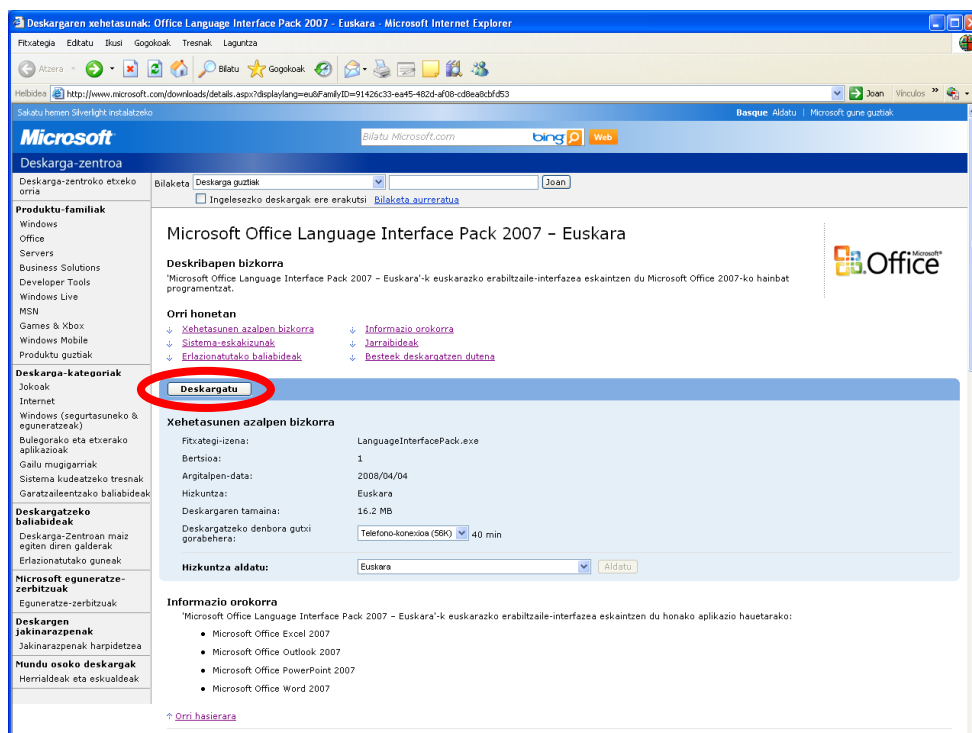 Deskargaren xehetasunak: Office Language Interface Pack 2007 - Euskara - Microsoft Internet Explorer
Fitxategia Editatu Ikusi Gogokoak Tresnak Laguntza
Atzera Bilatu Gogokoak
Helbidea http://www.microsoft.com/downloads/details.aspx?displaylang=eu&FamilyID=91426c33-ea45-482d-af08-cd8ea8cbfd53 Joan Vínculos »
Sakatu hemen Silverlight instalatzeko Basque Aldatu | Microsoft gune guztiak
Microsoft Bilatu Microsoft.com bing Web
Deskarga-zentroa
Deskarga-zentroko etxeko
orria
Bilaketa Deskarga guztiak Joan
Ingelesezko deskargak ere erakutsi Bilaketa aurreratua
Produktu-familiak
Windows
Office
Servers
Business Solutions
Developer Tools
Windows Live
MSN
Games & Xbox
Windows Mobile
Produktu guztiak
Deskarga-kategoriak
Jokoak
Internet
Windows (segurtasuneko &
eguneratzeak)
Bulegorako eta etxerako
aplikazioak
Gailu mugigarriak
Sistema kudeatzeko tresnak
Garatzaileentzako baliabideak
Deskargatzeko
baliabideak
Deskarga-Zentroan maiz
egiten diren galderak
Erlazionatutako guneak
Microsoft eguneratze-
zerbitzuak
Eguneratze-zerbitzuak
Deskargen
jakinarazpenak
Jakinarazpenak harpidetzea
Mundu osoko deskargak
Herrialdeak eta eskualdeak
Microsoft Office Language Interface Pack 2007 – Euskara
Microsoft
Office
Deskribapen bizkorra
'Microsoft Office Language Interface Pack 2007 – Euskara'-k euskarazko erabiltzaile-interfazea eskaintzen du Microsoft Office 2007-ko hainbat
programentzat.
Orri honetan
Xehetasunen azalpen bizkorra Informazio orokorra
Sistema-eskakizunak Jarraibideak
Erlazionatutako baliabideak Besteek deskargatzen dutena
Deskargatu
Xehetasunen azalpen bizkorra
Fitxategi-izena: LanguageInterfacePack.exe
Bertsioa: 1
Argitalpen-data: 2008/04/04
Hizkuntza: Euskara
Deskargaren tamaina: 16.2 MB
Deskargatzeko denbora gutxi
gorabehera: Telefono-konexioa (56K) 40 min
Hizkuntza aldatu: Euskara Aldatu
Informazio orokorra
'Microsoft Office Language Interface Pack 2007 – Euskara'-k euskarazko erabiltzaile-interfazea eskaintzen du honako aplikazio hauetarako:
• Microsoft Office Excel 2007
• Microsoft Office Outlook 2007
• Microsoft Office PowerPoint 2007
• Microsoft Office Word 2007
Orri hasierara